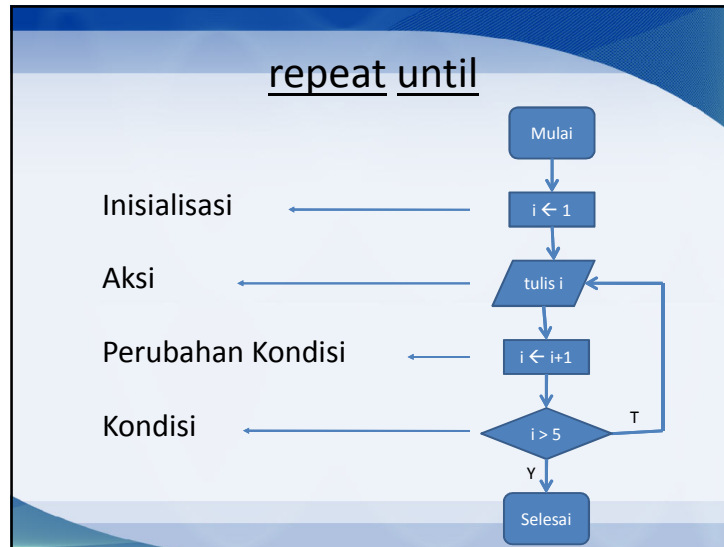 repeat until
Mulai
Inisialisasi
i ← 1
Aksi
tulis i
Perubahan Kondisi
i ← i+1
Kondisi
i > 5
T
Y
Selesai